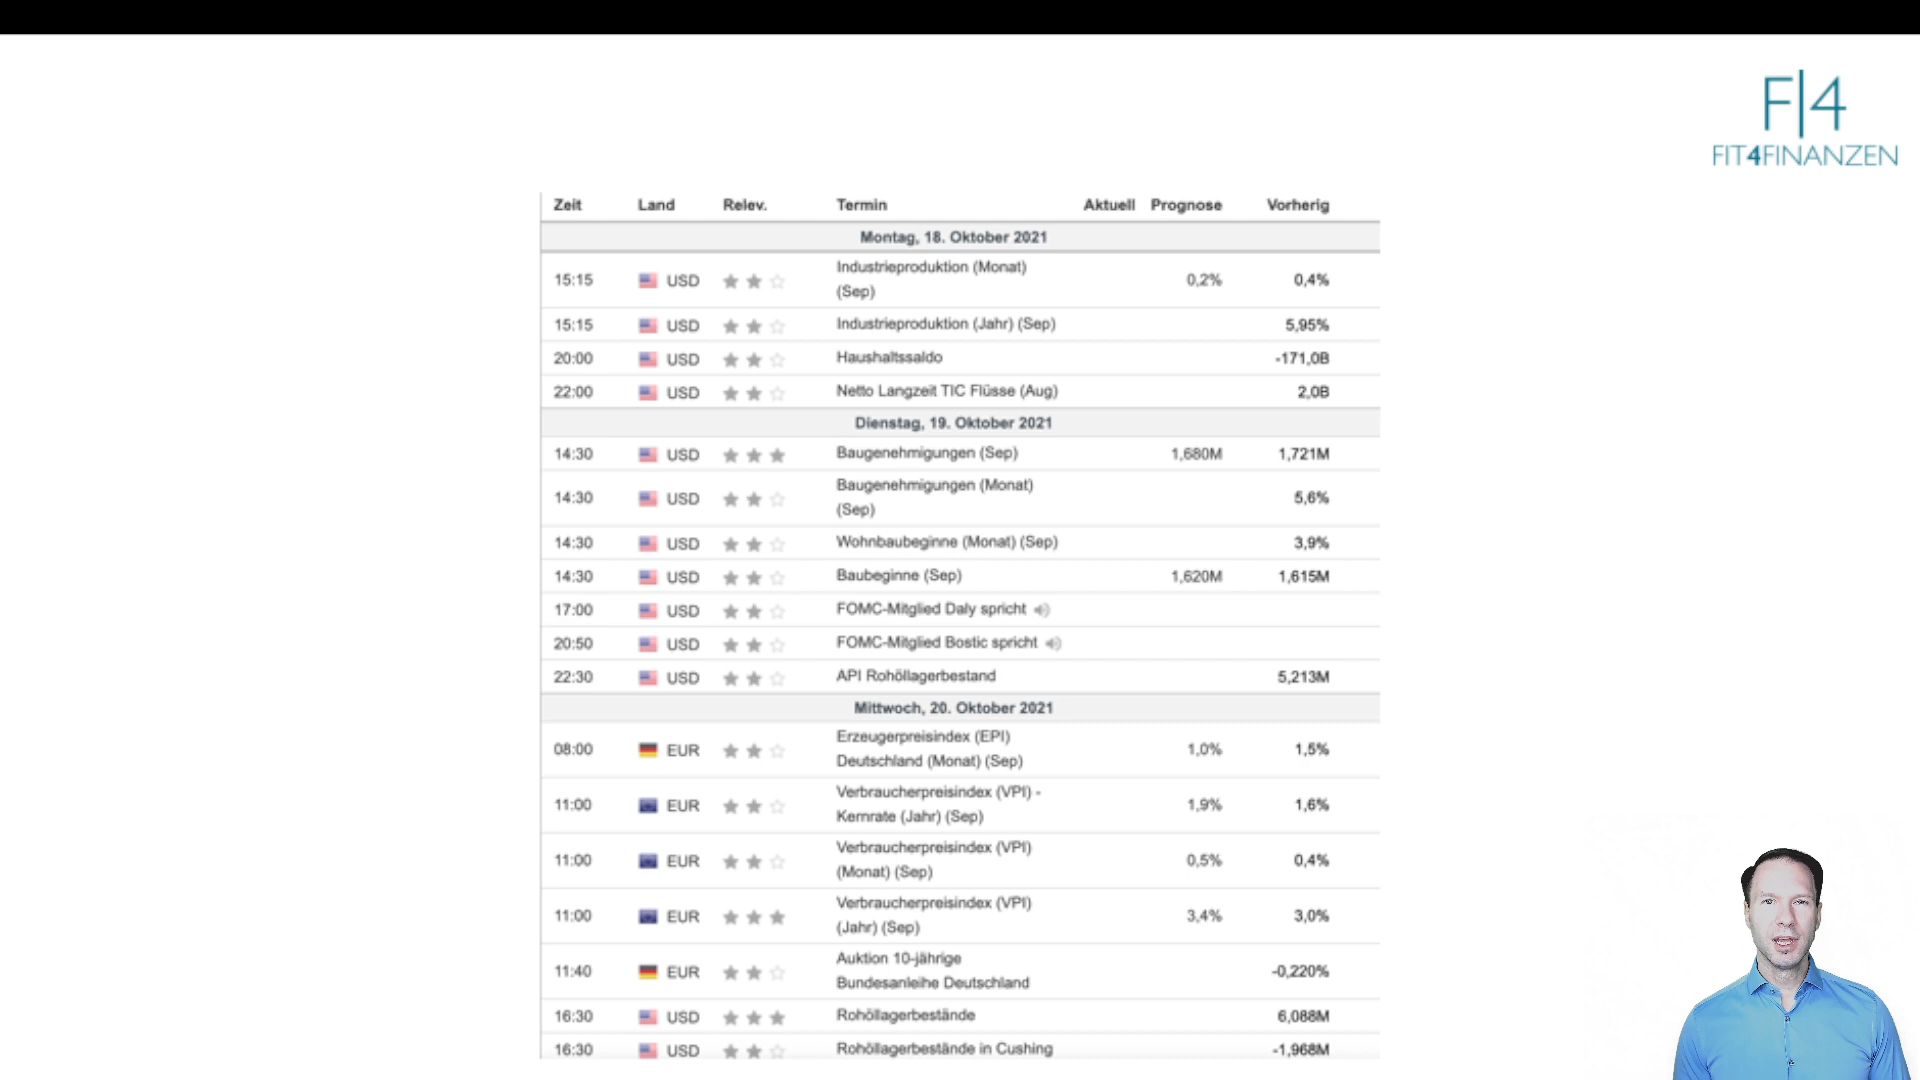 F|4
FIT4FINANZEN
Zeit Land Relev. Termin Aktuell Prognose Vorherig
Montag, 18. Oktober 2021
15:15 USD Industrieproduktion (Monat) (Sep) 0,2% 0,4%
15:15 USD Industrieproduktion (Jahr) (Sep) 5,95%
20:00 USD Haushaltssaldo -171,0B
22:00 USD Netto Langzeit TIC Flüsse (Aug) 2,0B
Dienstag, 19. Oktober 2021
14:30 USD Baugenehmigungen (Sep) 1,680M 1,721M
14:30 USD Baugenehmigungen (Monat) (Sep) 5,6%
14:30 USD Wohnbaubeginne (Monat) (Sep) 3,9%
14:30 USD Baubeginne (Sep) 1,620M 1,615M
17:00 USD FOMC-Mitglied Daly spricht
20:50 USD FOMC-Mitglied Bostic spricht
22:30 USD API Rohöllagerbestand 5,213M
Mittwoch, 20. Oktober 2021
08:00 EUR Erzeugerpreisindex (EPI) Deutschland (Monat) (Sep) 1,0% 1,5%
11:00 EUR Verbraucherpreisindex (VPI) - Kernrate (Jahr) (Sep) 1,9% 1,6%
11:00 EUR Verbraucherpreisindex (VPI) (Monat) (Sep) 0,5% 0,4%
11:00 EUR Verbraucherpreisindex (VPI) (Jahr) (Sep) 3,4% 3,0%
11:40 EUR Auktion 10-jährige Bundesanleihe Deutschland -0,220%
16:30 USD Rohöllagerbestände 6,088M
16:30 USD Rohöllagerbestände in Cushing -1,968M